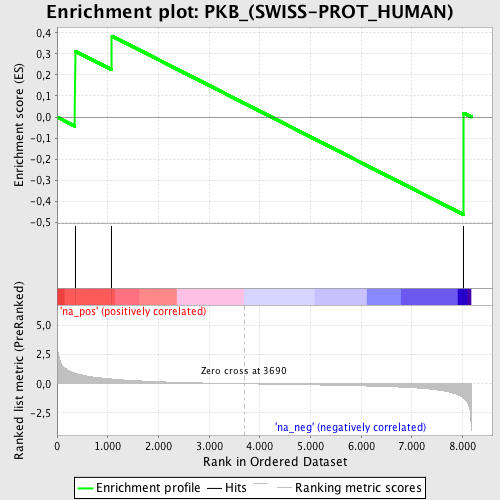 Enrichment plot: PKB_(SWISS-PROT_HUMAN)
Enrichment score (ES)
0,4
0,3
0,2
0,1
0,0
-0,1
-0,2
-0,3
-0,4
-0,5
'na_pos' (positively correlated)
Ranked list metric (PreRanked)
5,0
2,5
0,0
-2,5
Zero cross at 3690
'na_neg' (negatively correlated)
0 1.000 2.000 3.000 4.000 5.000 6.000 7.000 8.000
Rank in Ordered Dataset
Enrichment profile Hits Ranking metric scores